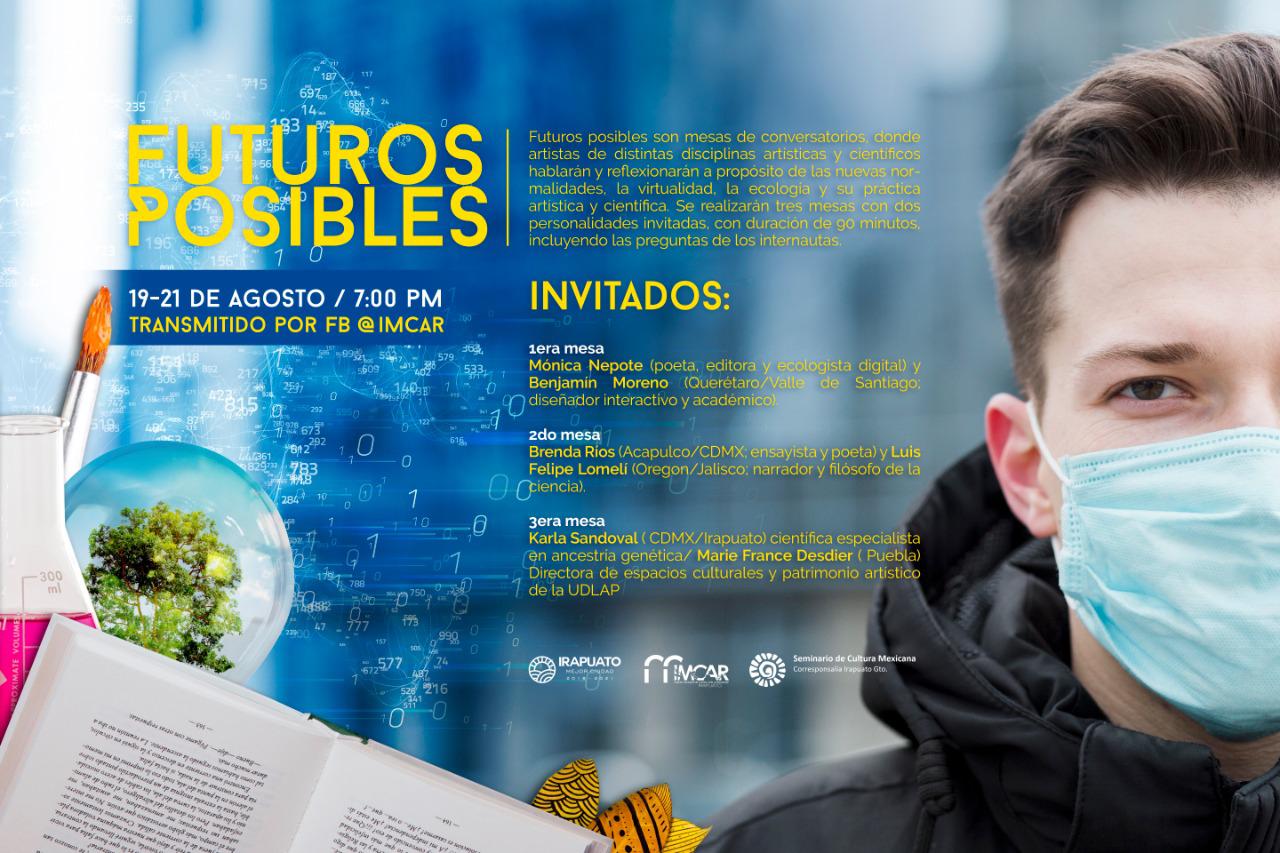 FUTUROS
POSIBLES
19-21 DE AGOSTO / 7:00 PM
TRANSMITIDO POR FB @IMCAR
Futuros posibles son mesas de conversatorios, donde
artistas de distintas disciplinas artísticas y científicos
hablarán y reflexionarán a propósito de las nuevas nor-
malidades, la virtualidad, la ecología y su práctica
artística y científica. Se realizarán tres mesas con dos
personalidades invitadas, con duración de 90 minutos,
incluyendo las preguntas de los internautas.
INVITADOS:
1era mesa
Mónica Nepote (poeta, editora y ecologista digital) y
Benjamín Moreno (Querétaro/Valle de Santiago;
diseñador interactivo y académico).
2do mesa
Brenda Ríos (Acapulco/CDMX; ensayista y poeta) y Luis
Felipe Lomelí (Oregon/Jalisco; narrador y filósofo de la
ciencia).
3era mesa
Karla Sandoval ( CDMX/Irapuato) científica especialista
en ancestría genética/ Marie France Desdier ( Puebla)
Directora de espacios culturales y patrimonio artístico
de la UDLAP
IRAPUATO
MEJOR CIUDAD
2018-2021
IMCAR
IRAPUATO
Seminario de Cultura Mexicana
Corresponsalía Irapuato Gto.
300
ml